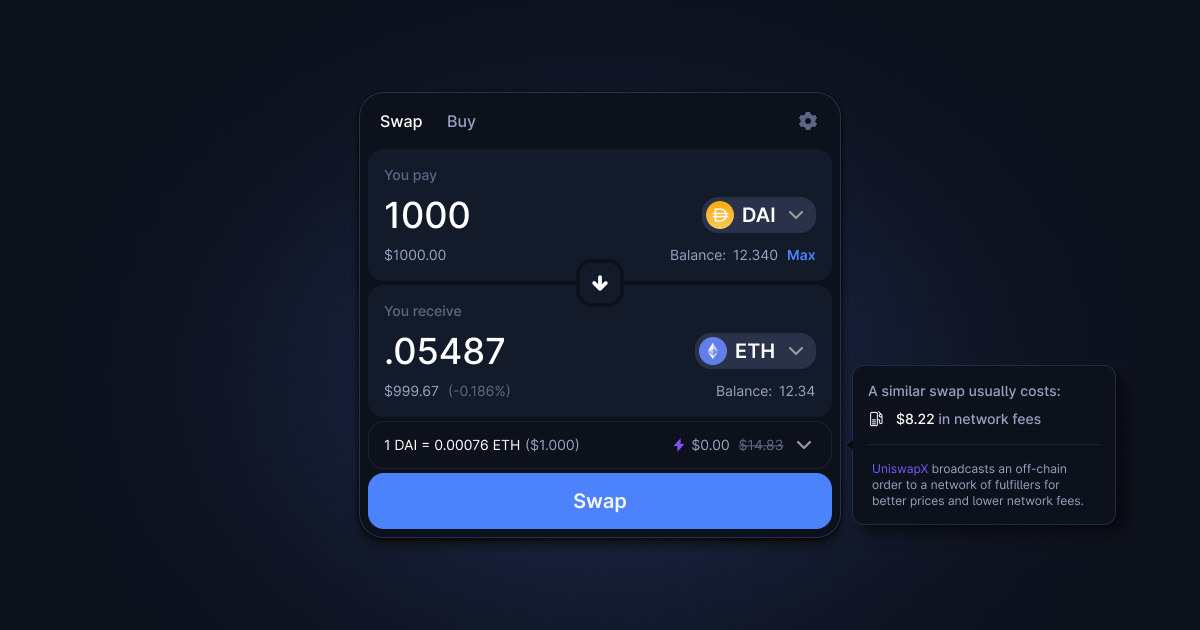 Swap Buy
You pay
1000
DAI
$1000.00
Balance: 12.340 Max
You receive
.05487
ETH
$999.67 (-0.186%)
Balance: 12.34
1 DAI = 0.00076 ETH ($1.000)
$0.00 $14.83
Swap
A similar swap usually costs:
$8.22 in network fees
UniswapX broadcasts an off-chain
order to a network of fulfillers for
better prices and lower network fees.